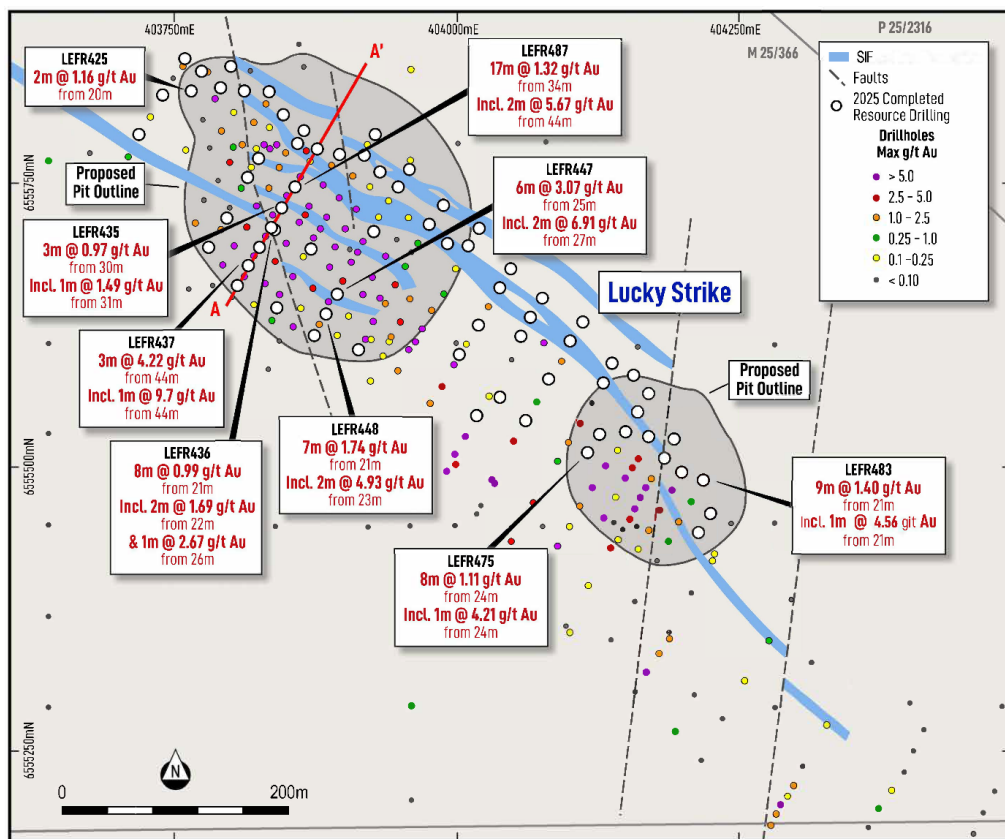 403750mE
404000mE
404250mE
P 25/2316
M 25/366
6555750mN
6555500mN
6555250mN
LEFR425
2m @ 1.16 g/t Au
from 20m
A'
LEFR487
17m @ 1.32 g/t Au
from 34m
Incl. 2m @ 5.67 g/t Au
from 44m
SIF
Faults
2025 Completed
Resource Drilling
Drillholes
Max g/t Au
> 5.0
2.5 - 5.0
1.0 - 2.5
0.25 - 1.0
0.1 -0.25
< 0.10
Proposed
Pit Outline
LEFR447
6m @ 3.07 g/t Au
from 25m
Incl. 2m @ 6.91 g/t Au
from 27m
LEFR435
3m @ 0.97 g/t Au
from 30m
Incl. 1m @ 1.49 g/t Au
from 31m
A
Lucky Strike
LEFR437
3m @ 4.22 g/t Au
from 44m
Incl. 1m @ 9.7 g/t Au
from 44m
Proposed
Pit Outline
LEFR436
8m @ 0.99 g/t Au
from 21m
Incl. 2m @ 1.69 g/t Au
from 22m
& 1m @ 2.67 g/t Au
from 26m
LEFR448
7m @ 1.74 g/t Au
from 21m
Incl. 2m @ 4.93 g/t Au
from 23m
LEFR483
9m @ 1.40 g/t Au
from 21m
Incl. 1m @ 4.56 git Au
from 21m
LEFR475
8m @ 1.11 g/t Au
from 24m
Incl. 1m @ 4.21 g/t Au
from 24m
N
0
200m